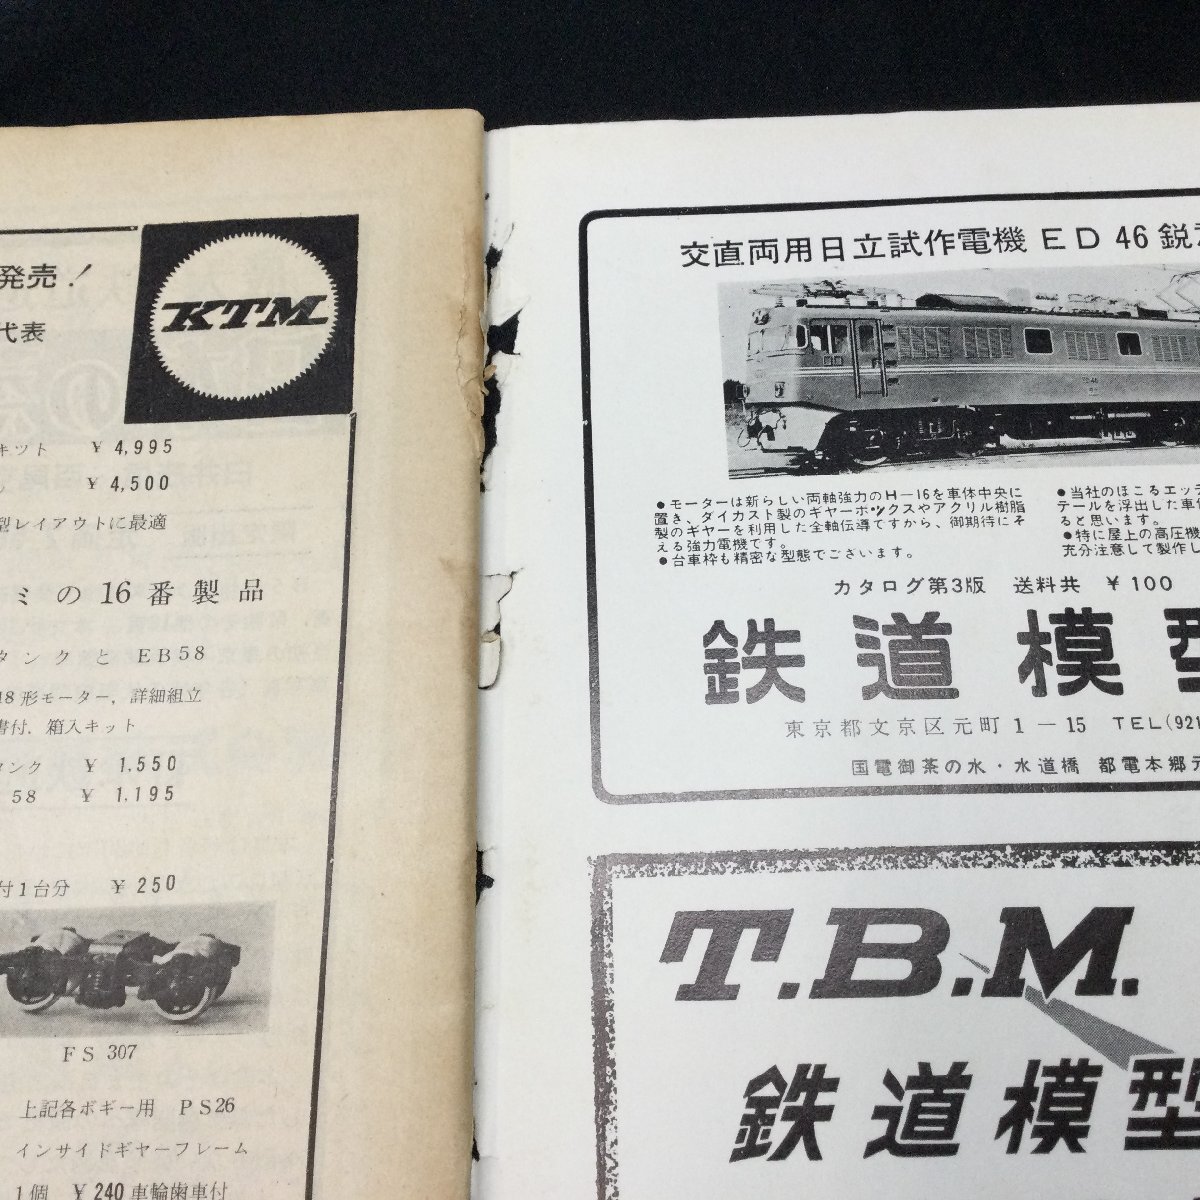 発売!
代表
KTM
キット ¥4,995
¥4,500
型レイアウトに最適
ミの16番製品
タンクと EB58
18形モーター,詳細組立
書付,箱入キット
タンク ¥1,550
58 ¥1,195
付1台分 ¥250
FS 307
上記各ボギー用 PS26
インサイドギヤーフレーム
1個 ¥240車輪歯車付
交直両用日立試作電機 ED 46 鋭意
●モーターは新らしい両軸強力のH-16を車体中央に
置き、ダイカスト製のギヤーボックスやアクリル樹脂
製のギヤーを利用した全軸伝導ですから、御期待にそ
える強力電機です。
●台車枠も精密な型態でございます。
●当社のほこるエッチ
テールを浮出した車体
ると思います。
●特に屋上の高圧機
充分注意して製作し
カタログ第3版 送料共 ¥100
鉄道模型
東京都文京区元町1-15 TEL(921
国電御茶の水・水道橋 都電本郷元
T.B.M.
鉄道模型